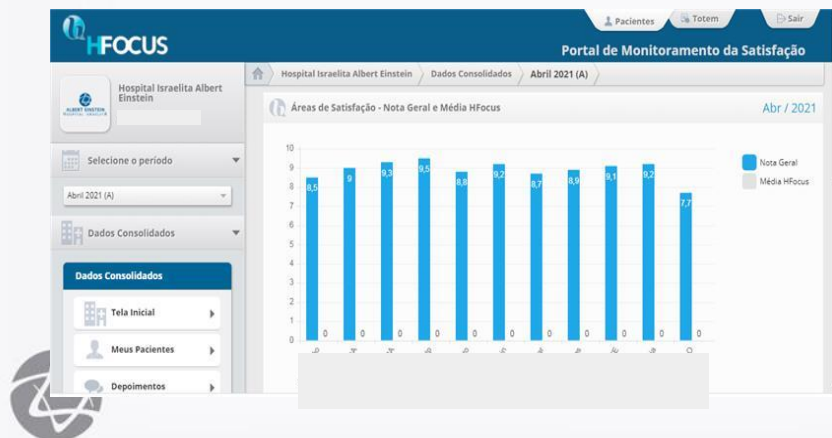 HFOCUS
Pacientes
Totem
Sair
Portal de Monitoramento da Satisfação
Hospital Israelita Albert Einstein
Dados Consolidados
Abril 2021 (A)
Hospital Israelita Albert
Einstein
ALBERT EINSTEIN
Áreas de Satisfação - Nota Geral e Média HFocus
Abr / 2021
Selecione o período
Abril 2021 (A)
Dados Consolidados
Dados Consolidados
Tela Inicial
Meus Pacientes
Depoimentos
10
9
8
7
6
5
4
3
2
1
0
8,5
9
9,3
9,5
8,8
9,2
8,7
8,9
9,1
9,2
7,7
0 0 0 0 0 0 0 0 0 0 0
Nota Geral
Média HFocus